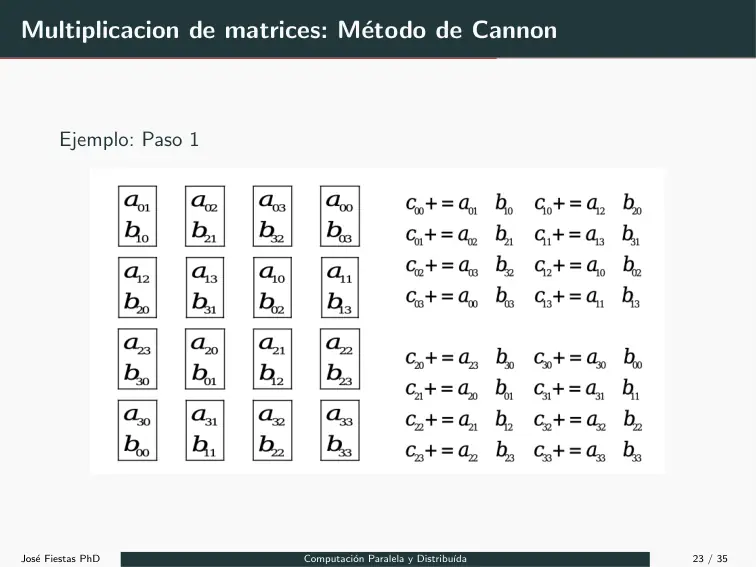 Multiplicacion de matrices: Método de Cannon
Ejemplo: Paso 1
a01 a02 a03 a00
b10 b21 b32 b03
a12 a13 a10 a11
b20 b31 b02 b13
a23 a20 a21 a22
b30 b01 b12 b23
a30 a31 a32 a33
b00 b11 b22 b33
c00+=a01 b10 c10+=a12 b20
c01+=a02 b21 c11+=a13 b31
c02+=a03 b32 c12+=a10 b02
c03+=a00 b03 c13+=a11 b13
c20+=a23 b30 c30+=a30 b00
c21+=a20 b01 c31+=a31 b11
c22+=a21 b12 c32+=a32 b22
c23+=a22 b23 c33+=a33 b33
José Fiestas PhD Computación Paralela y Distribuída 23 / 35